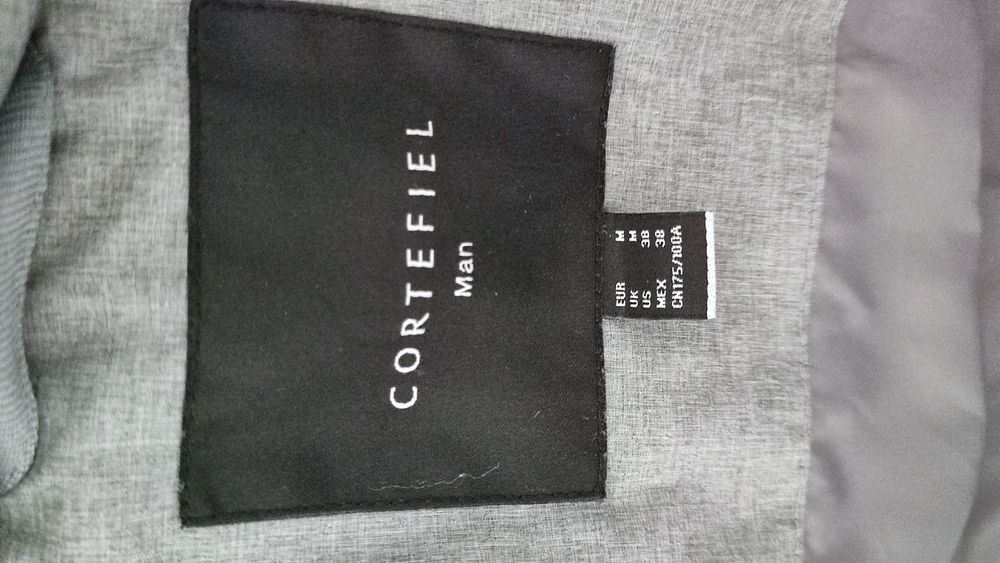 CORTEFIEL
Man
EUR M
UK M
US 38
MEX 38
CN175/100A